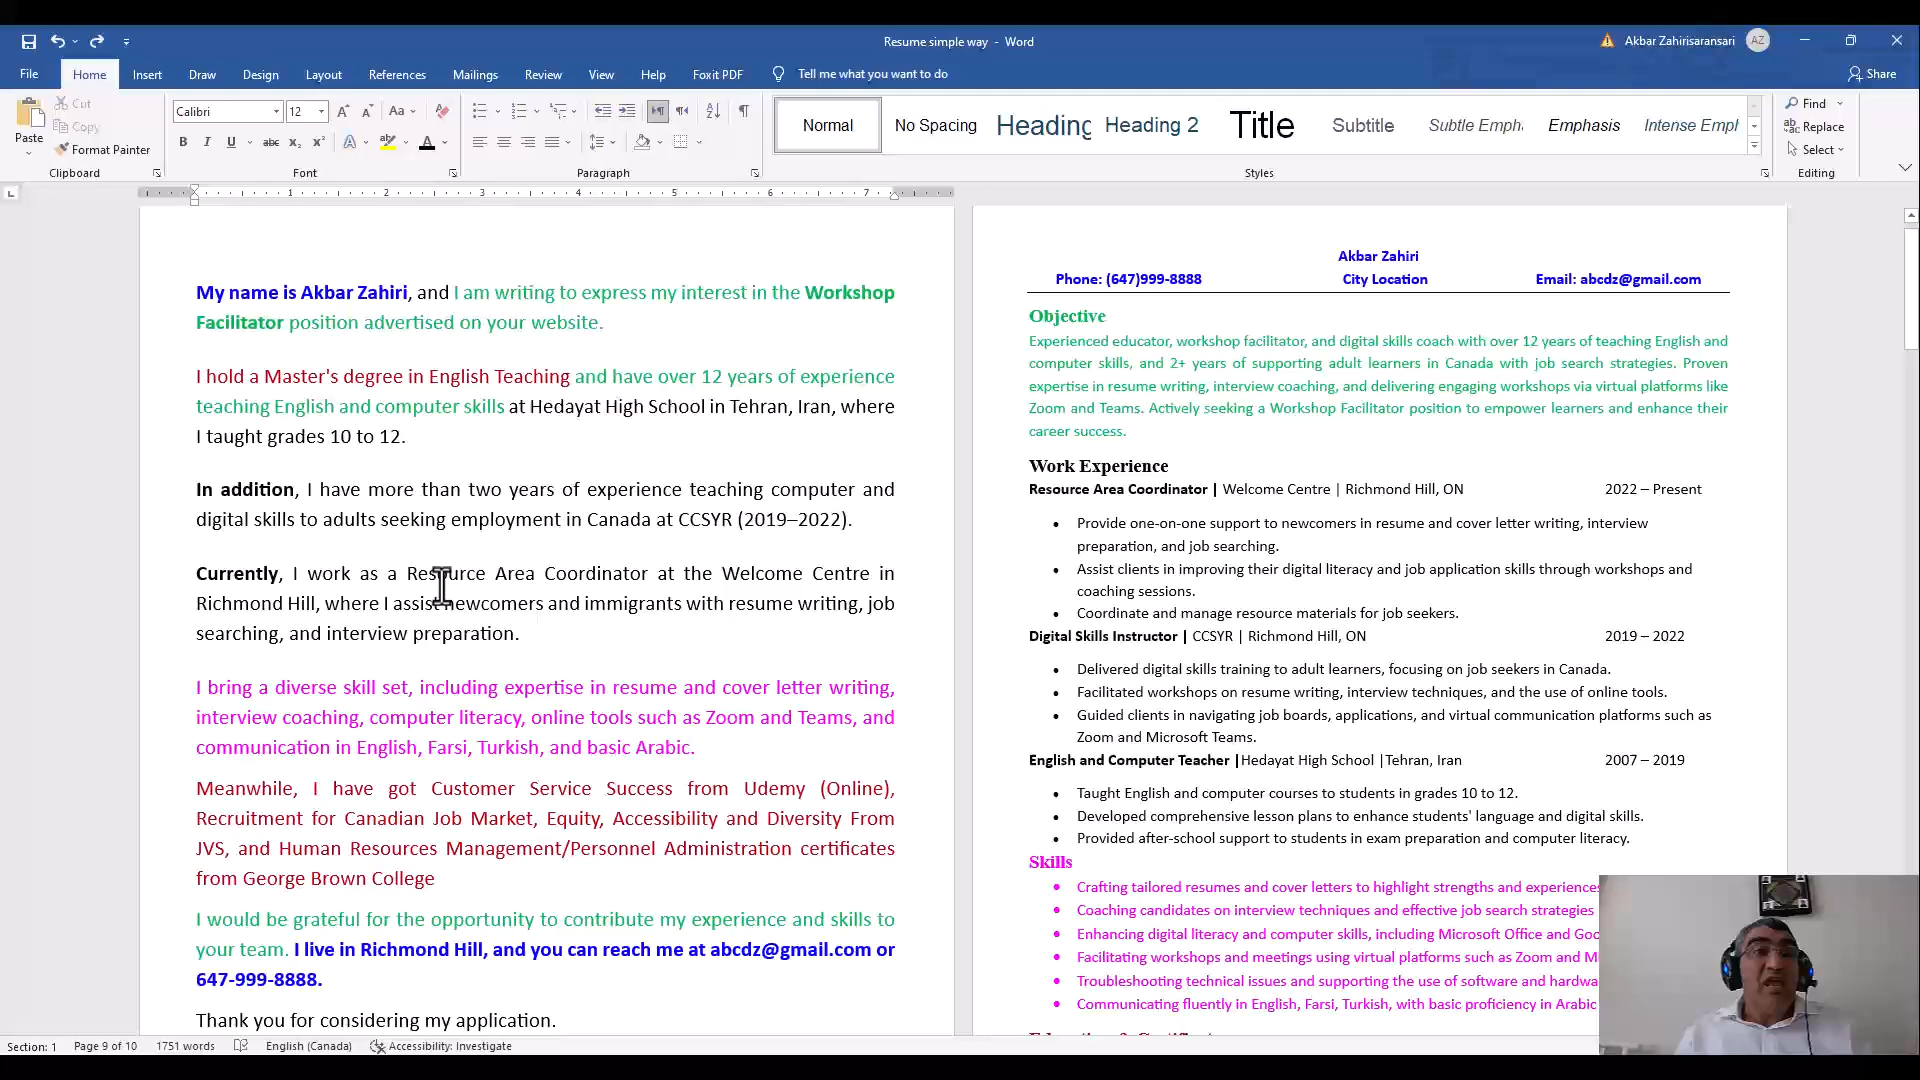 Resume simple way - Word
Akbar Zahirisaransari AZ
File Home Insert Draw Design Layout References Mailings Review View Help Foxit PDF Tell me what you want to do Share
Paste
Cut
Copy
Format Painter
Clipboard
Calibri 12
Font
Paragraph
Normal No Spacing Heading Heading 2 Title Subtitle Subtle Emph Emphasis Intense Emph
Styles
Find
Replace
Select
Editing
1 2 3 4 5 6 7
My name is Akbar Zahiri, and I am writing to express my interest in the Workshop
Facilitator position advertised on your website.
I hold a Master's degree in English Teaching and have over 12 years of experience
teaching English and computer skills at Hedayat High School in Tehran, Iran, where
I taught grades 10 to 12.
In addition, I have more than two years of experience teaching computer and
digital skills to adults seeking employment in Canada at CCSYR (2019–2022).
Currently, I work as a Resource Area Coordinator at the Welcome Centre in
Richmond Hill, where I assist newcomers and immigrants with resume writing, job
searching, and interview preparation.
I bring a diverse skill set, including expertise in resume and cover letter writing,
interview coaching, computer literacy, online tools such as Zoom and Teams, and
communication in English, Farsi, Turkish, and basic Arabic.
Meanwhile, I have got Customer Service Success from Udemy (Online),
Recruitment for Canadian Job Market, Equity, Accessibility and Diversity From
JVS, and Human Resources Management/Personnel Administration certificates
from George Brown College
I would be grateful for the opportunity to contribute my experience and skills to
your team. I live in Richmond Hill, and you can reach me at abcdz@gmail.com or
647-999-8888.
Thank you for considering my application.
Akbar Zahiri
Phone: (647)999-8888 City Location Email: abcdz@gmail.com
Objective
Experienced educator, workshop facilitator, and digital skills coach with over 12 years of teaching English and
computer skills, and 2+ years of supporting adult learners in Canada with job search strategies. Proven
expertise in resume writing, interview coaching, and delivering engaging workshops via virtual platforms like
Zoom and Teams. Actively seeking a Workshop Facilitator position to empower learners and enhance their
career success.
Work Experience
Resource Area Coordinator | Welcome Centre | Richmond Hill, ON 2022 – Present
• Provide one-on-one support to newcomers in resume and cover letter writing, interview
preparation, and job searching.
• Assist clients in improving their digital literacy and job application skills through workshops and
coaching sessions.
• Coordinate and manage resource materials for job seekers.
Digital Skills Instructor | CCSYR | Richmond Hill, ON 2019 – 2022
• Delivered digital skills training to adult learners, focusing on job seekers in Canada.
• Facilitated workshops on resume writing, interview techniques, and the use of online tools.
• Guided clients in navigating job boards, applications, and virtual communication platforms such as
Zoom and Microsoft Teams.
English and Computer Teacher |Hedayat High School |Tehran, Iran 2007 – 2019
• Taught English and computer courses to students in grades 10 to 12.
• Developed comprehensive lesson plans to enhance students' language and digital skills.
• Provided after-school support to students in exam preparation and computer literacy.
Skills
• Crafting tailored resumes and cover letters to highlight strengths and experiences
• Coaching candidates on interview techniques and effective job search strategies
• Enhancing digital literacy and computer skills, including Microsoft Office and Goo
• Facilitating workshops and meetings using virtual platforms such as Zoom and M
• Troubleshooting technical issues and supporting the use of software and hardwa
• Communicating fluently in English, Farsi, Turkish, with basic proficiency in Arabic
Section: 1 Page 9 of 10 1751 words English (Canada) Accessibility: Investigate